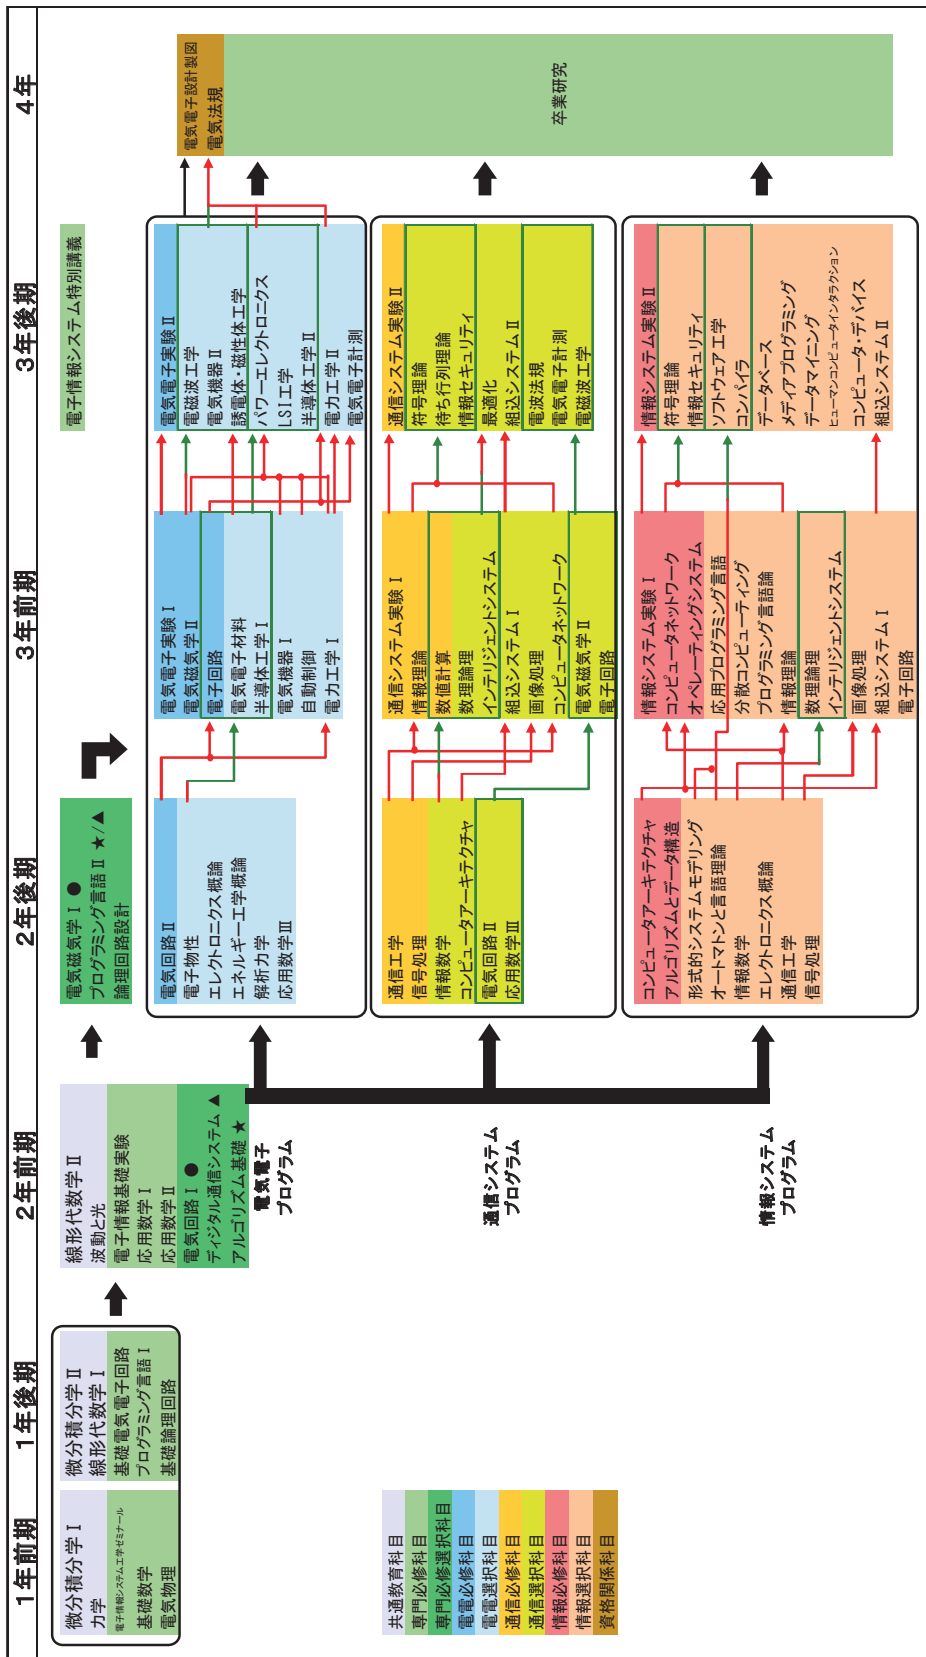 1年前期
微分積分学Ⅰ
力学
電子情報システム工学ゼミナール
基礎数学
電気物理
1年後期
微分積分学Ⅱ
線形代数学Ⅰ
基礎電気電子回路
プログラミング言語Ⅰ
基礎論理回路
2年前期
線形代数学Ⅱ
波動と光
電子情報基礎実験
応用数学Ⅰ
応用数学Ⅱ
電気回路Ⅰ ●
ディジタル通信システム ▲
アルゴリズム基礎 ★
電気電子
プログラム
通信システム
プログラム
情報システム
プログラム
2年後期
電気磁気学Ⅰ ●
プログラミング言語Ⅱ ★/▲
論理回路設計
電気回路Ⅱ
電子物性
エレクトロニクス概論
エネルギー工学概論
解析力学
応用数学Ⅲ
通信工学
信号処理
情報数学
コンピュータアーキテクチャ
電気回路Ⅱ
応用数学Ⅲ
コンピュータアーキテクチャ
アルゴリズムとデータ構造
形式的システムモデリング
オートマトンと言語理論
情報数学
エレクトロニクス概論
通信工学
信号処理
3年前期
電気電子実験Ⅰ
電気磁気学Ⅱ
電子回路
電気電子材料
半導体工学Ⅰ
電気機器Ⅰ
自動制御
電力工学Ⅰ
通信システム実験Ⅰ
情報理論
数値計算
数理論理
インテリジェントシステム
組込システムⅠ
画像処理
コンピュータネットワーク
電気磁気学Ⅱ
電子回路
情報システム実験Ⅰ
コンピュータネットワーク
オペレーティングシステム
応用プログラミング言語
分散コンピューティング
プログラミング言語論
情報理論
数理論理
インテリジェントシステム
画像処理
組込システムⅠ
電子回路
3年後期
電子情報システム特別講義
電気電子実験Ⅱ
電磁波工学
電気機器Ⅱ
誘電体・磁性体工学
パワーエレクトロニクス
LSI工学
半導体工学Ⅱ
電力工学Ⅱ
電気電子計測
通信システム実験Ⅱ
符号理論
待ち行列理論
情報セキュリティ
最適化
組込システムⅡ
電波法規
電気電子計測
電磁波工学
情報システム実験Ⅱ
符号理論
情報セキュリティ
ソフトウェア工学
コンパイラ
データベース
メディアプログラミング
データマイニング
ヒューマンコンピュータインタラクション
コンピュータ・デバイス
組込システムⅡ
4年
電気電子設計製図
電気法規
卒業研究
共通教育科目
専門必修科目
専門必修選択科目
電電必修科目
電電選択科目
通信必修科目
通信選択科目
情報必修科目
情報選択科目
資格関係科目